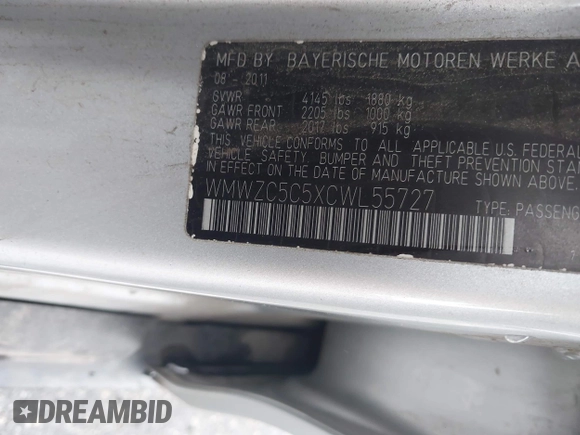 MFD BY BAYERISCHE MOTOREN WERKE A
08 - 2011
GVWR 4145 lbs 1880 kg
GAWR FRONT 2205 lbs 1000 kg
GAWR REAR 2017 lbs 915 kg
THIS VEHICLE CONFORMS TO ALL APPLICABLE U.S. FEDERAL
VEHICLE SAFETY, BUMPER AND THEFT PREVENTION STAN
IN EFFECT ON THE DATE OF MANUFACTURE SHOWN ABOVE.
WMWZC5C5XCWL55727
TYPE: PASSENG
DREAMBID